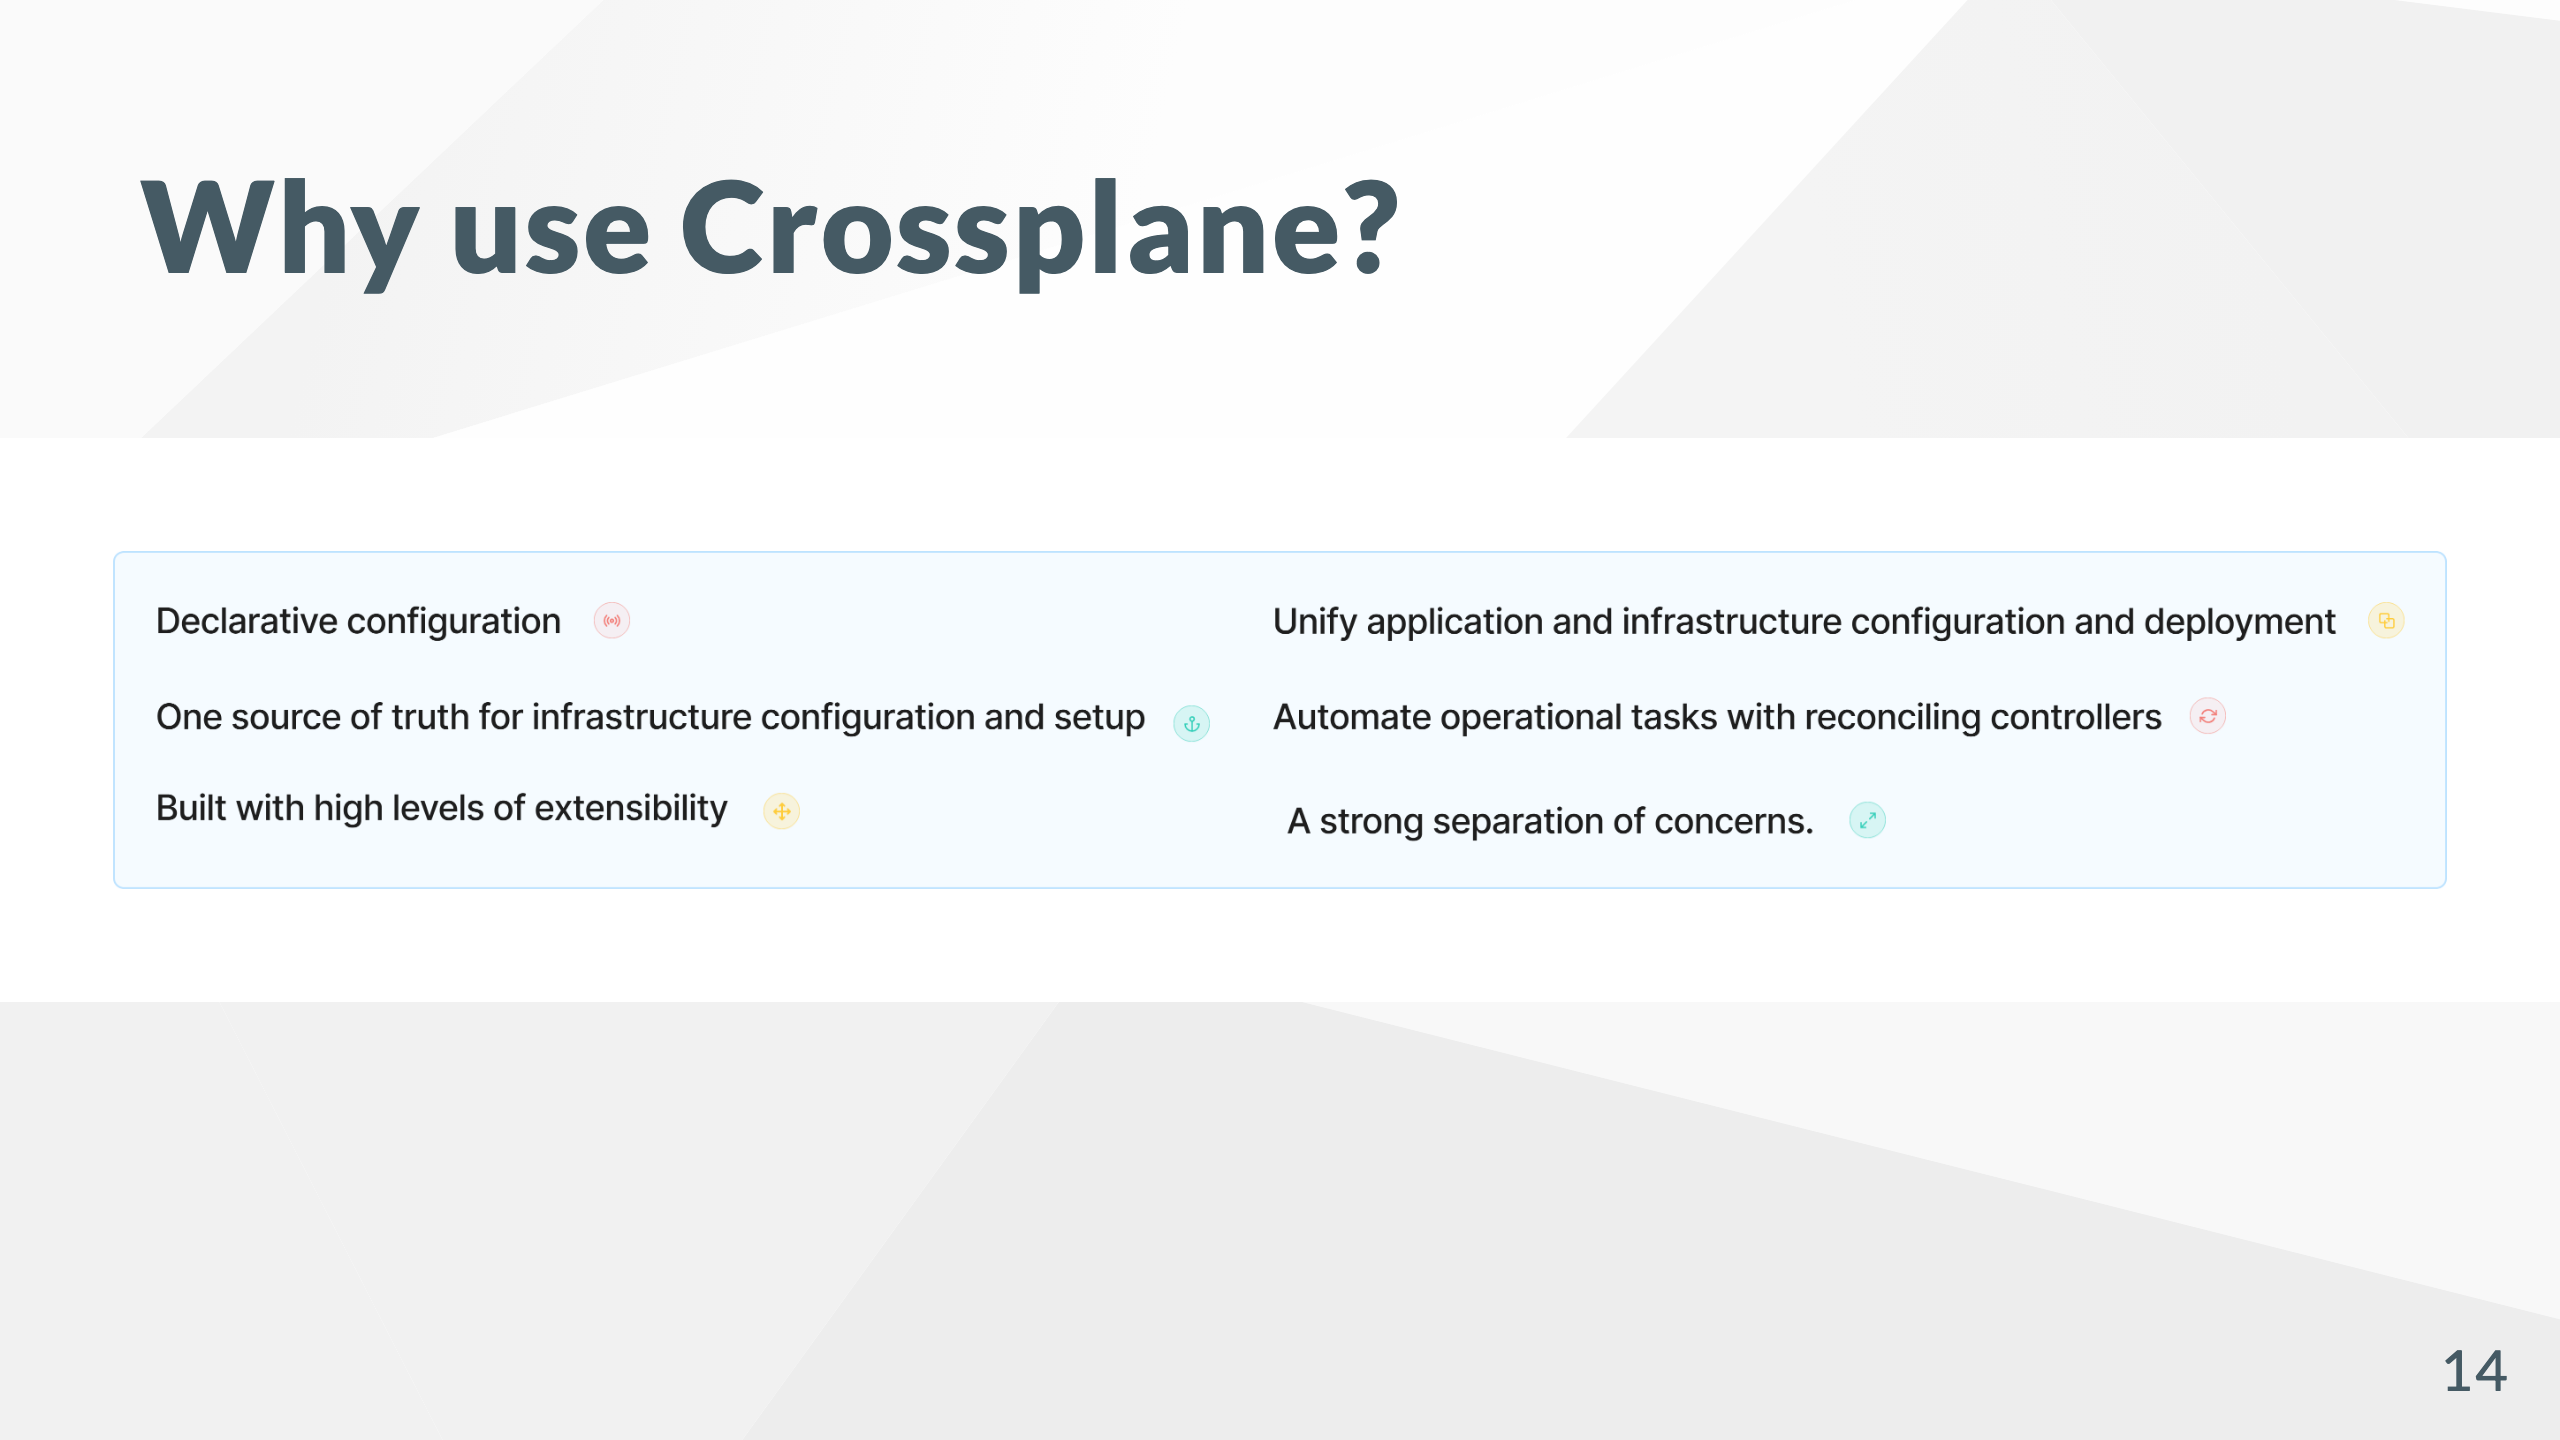 Why use Crossplane?
Declarative configuration
One source of truth for infrastructure configuration and setup
Built with high levels of extensibility
Unify application and infrastructure configuration and deployment
Automate operational tasks with reconciling controllers
A strong separation of concerns.
14